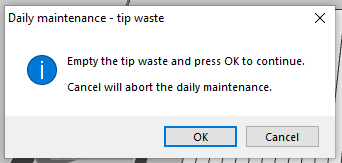 Daily maintenance - tip waste
Empty the tip waste and press OK to continue.
Cancel will abort the daily maintenance.
OK
Cancel